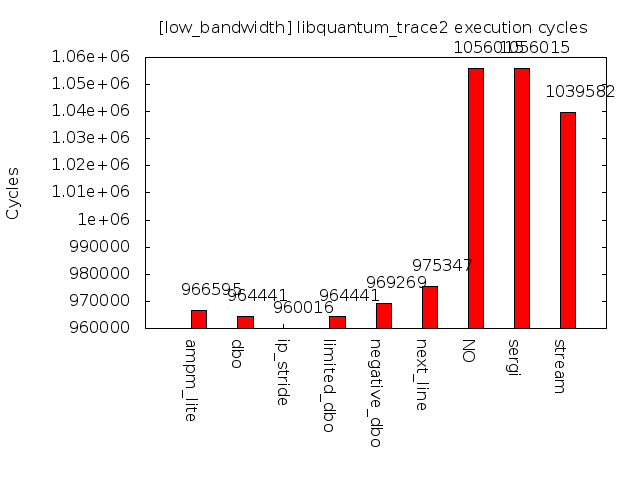 [low_bandwidth] libquantum_trace2 execution cycles
Cycles
1.06e+06
1.05e+06
1.04e+06
1.03e+06
1.02e+06
1.01e+06
1e+06
990000
980000
970000
960000
966595
964441
960016
964441
969269
975347
1056015
1056015
1039582
ampm_lite
dbo
ip_stride
limited_dbo
negative_dbo
next_line
NO
sergi
stream